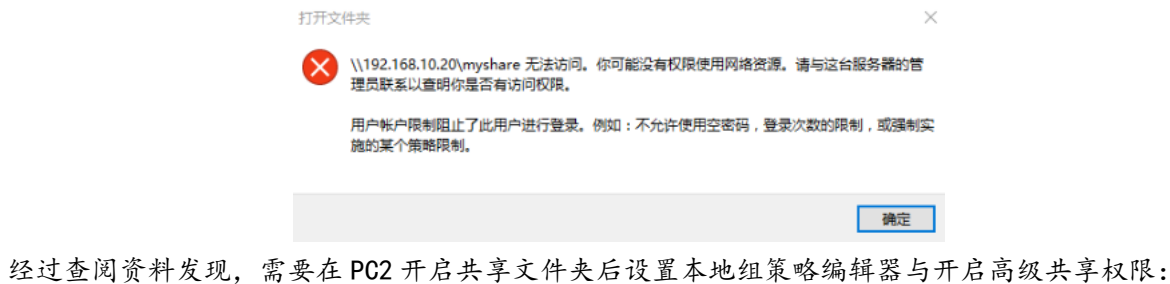 打开文件夹
\\192.168.10.20\myshare 无法访问。你可能没有权限使用网络资源。请与这台服务器的管
理员联系以查明你是否有访问权限。
用户帐户限制阻止了此用户进行登录。例如：不允许使用空密码，登录次数的限制，或强制实
施的某个策略限制。
确定
经过查阅资料发现，需要在 PC2 开启共享文件夹后设置本地组策略编辑器与开启高级共享权限：